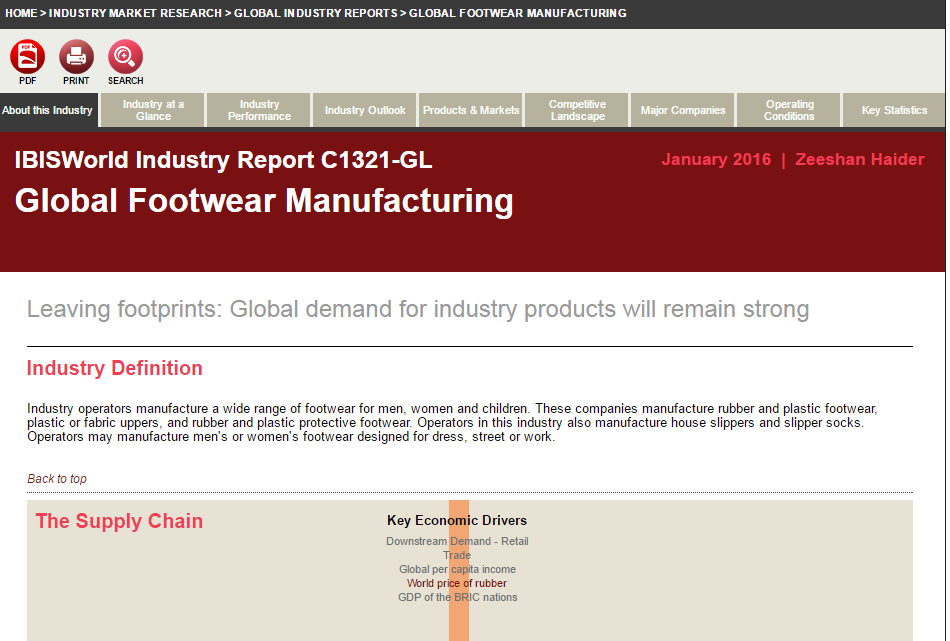 HOME > INDUSTRY MARKET RESEARCH > GLOBAL INDUSTRY REPORTS > GLOBAL FOOTWEAR MANUFACTURING
PDF
PDF PRINT SEARCH
About this Industry
Industry at a
Glance
Industry
Performance
Industry Outlook
Products & Markets
Competitive
Landscape
Major Companies
Operating
Conditions
Key Statistics
IBISWorld Industry Report C1321-GL
January 2016 | Zeeshan Haider
Global Footwear Manufacturing
Leaving footprints: Global demand for industry products will remain strong
Industry Definition
Industry operators manufacture a wide range of footwear for men, women and children. These companies manufacture rubber and plastic footwear,
plastic or fabric uppers, and rubber and plastic protective footwear. Operators in this industry also manufacture house slippers and slipper socks.
Operators may manufacture men's or women's footwear designed for dress, street or work.
Back to top
The Supply Chain
Key Economic Drivers
Downstream Demand - Retail
Trade
Global per capita income
World price of rubber
GDP of the BRIC nations